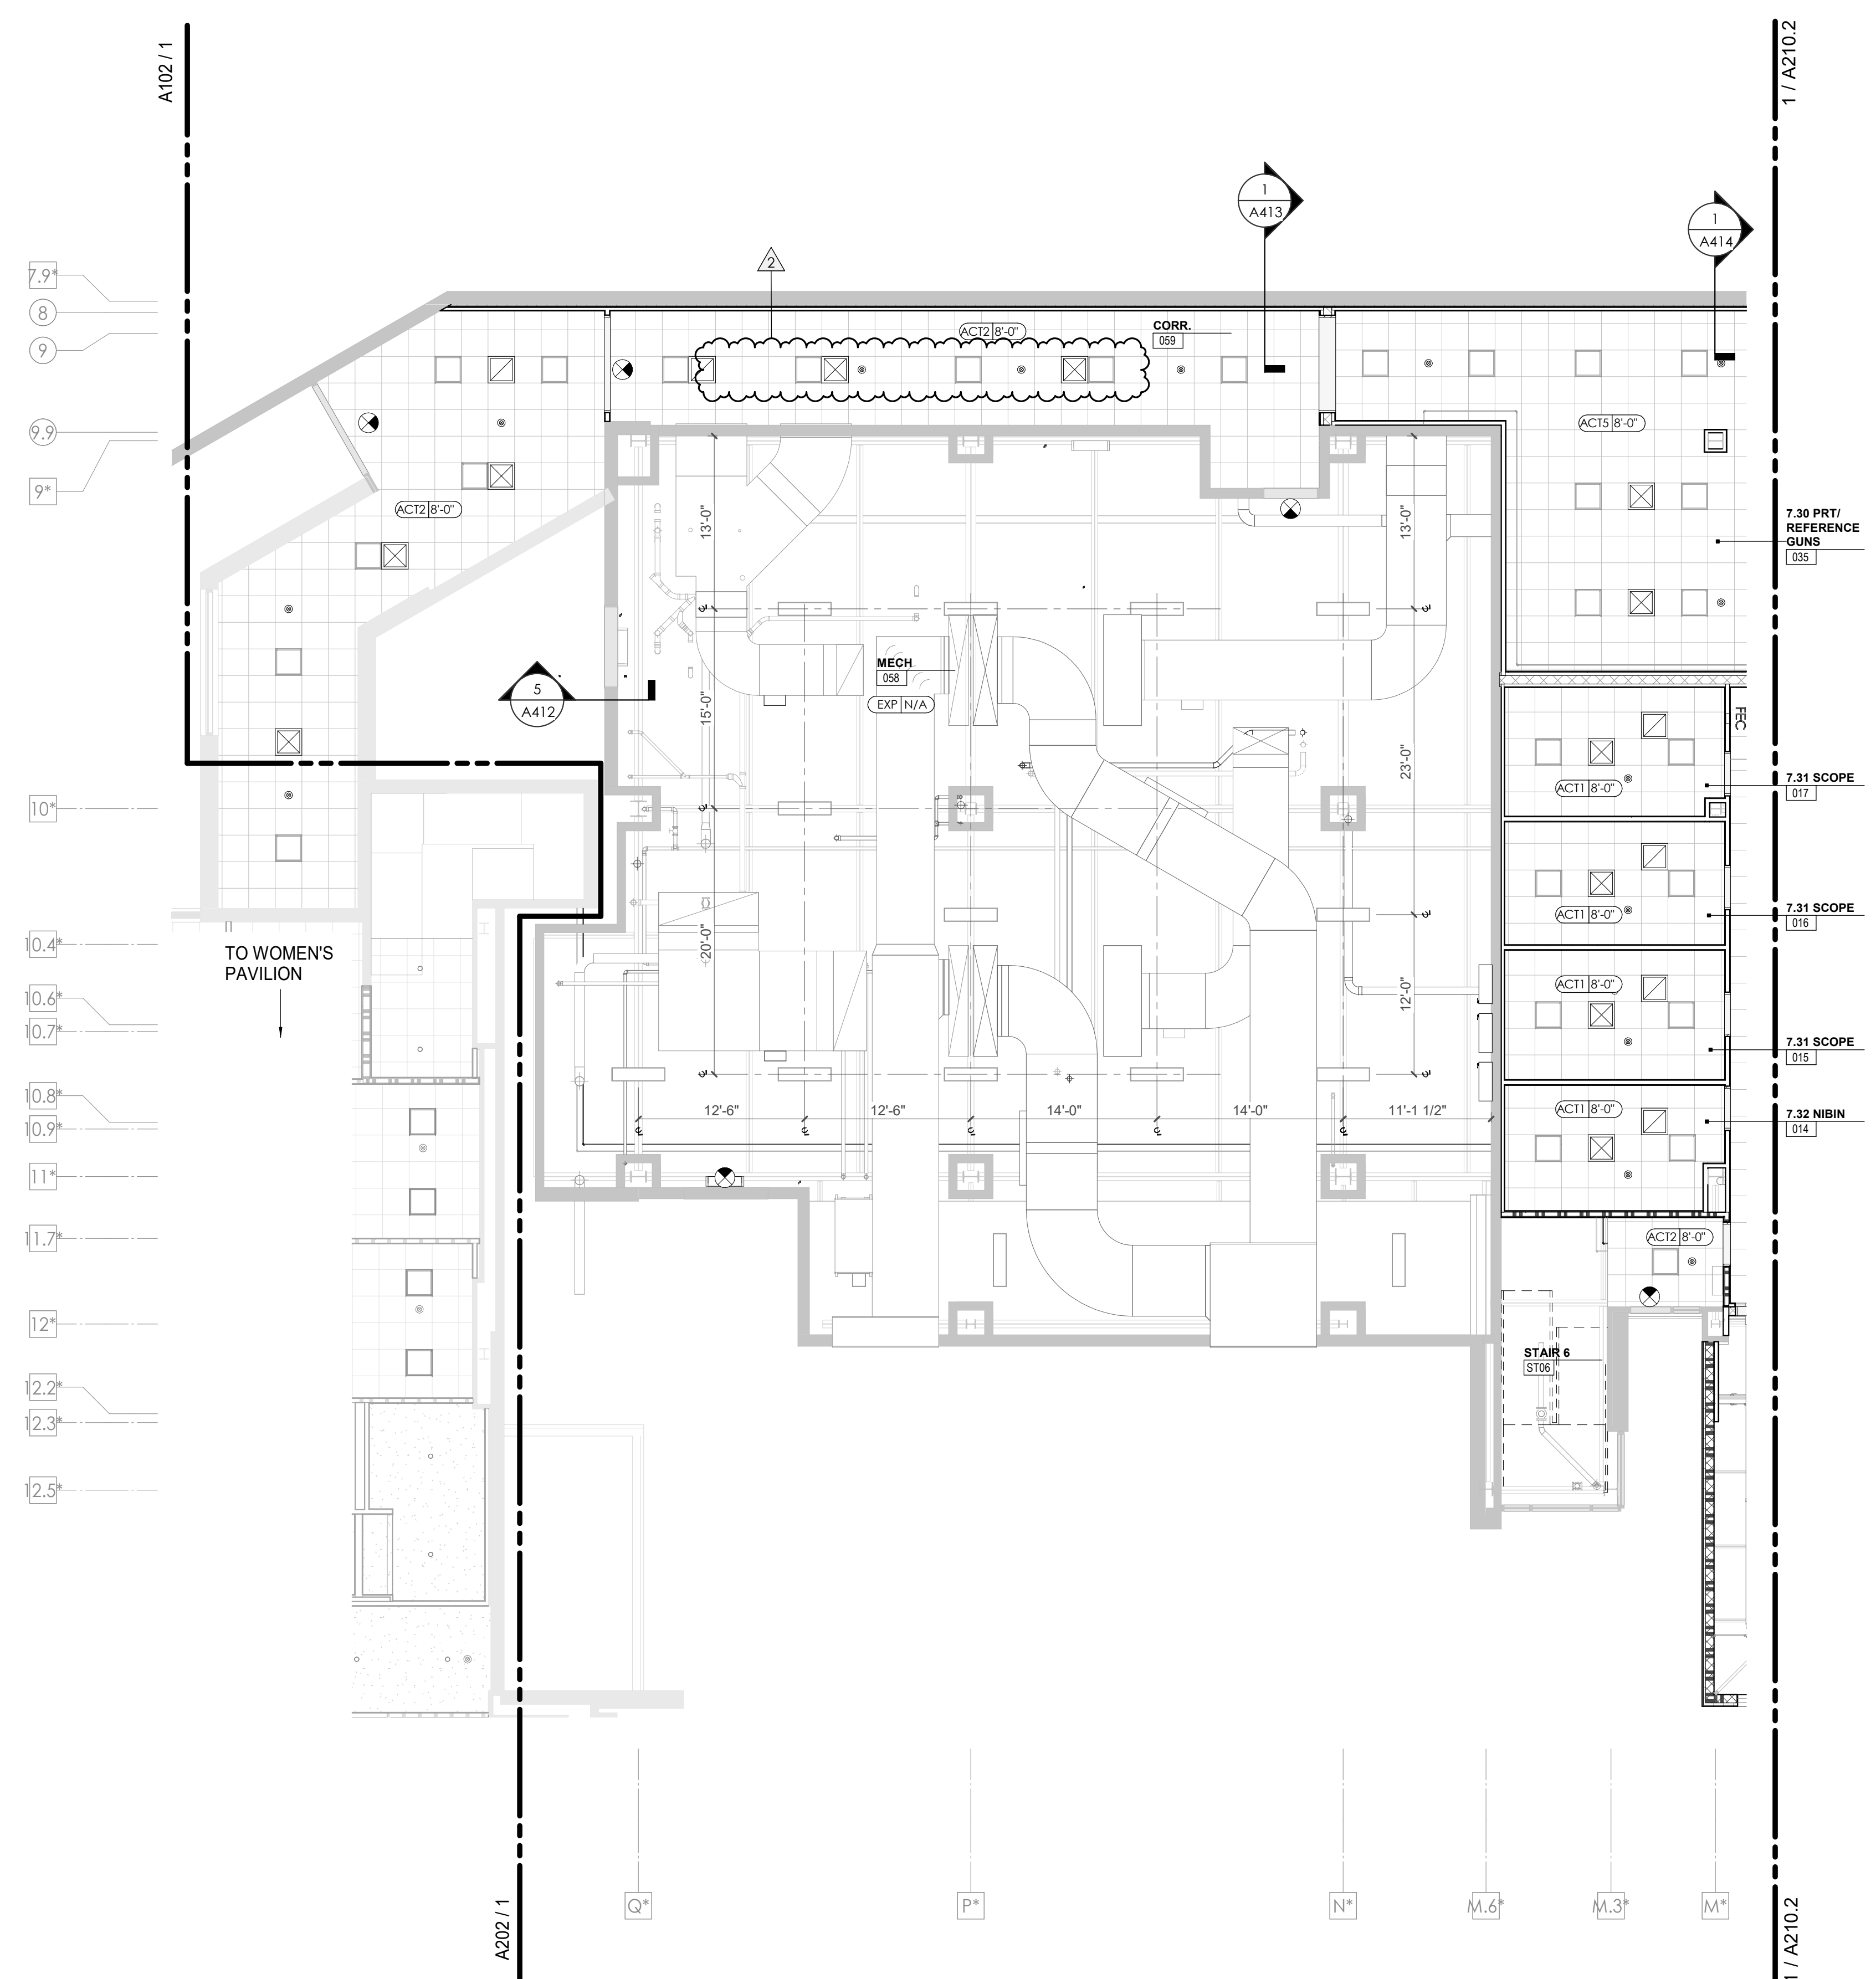 A102 / 1
1 / A210.2
1
A413
1
A414
2
7.9*
8
9
9.9
9*
10*
10.4*
10.6*
10.7*
10.8*
10.9*
11*
11.7*
12*
12.2*
12.3*
12.5*
ACT2 8'-0"
CORR.
059
ACT2 8'-0"
ACT5 8'-0"
7.30 PRT/
REFERENCE
GUNS
035
13'-0"
13'-0"
15'-0"
23'-0"
20'-0"
12'-0"
5
A412
MECH
058
EXP N/A
FEC
ACT1 8'-0"
7.31 SCOPE
017
ACT1 8'-0"
7.31 SCOPE
016
ACT1 8'-0"
7.31 SCOPE
015
ACT1 8'-0"
7.32 NIBIN
014
TO WOMEN'S
PAVILION
12'-6"
12'-6"
14'-0"
14'-0"
11'-1 1/2"
ACT2 8'-0"
STAIR 6
ST06
Q*
P*
N*
M.6*
M.3*
M*
A202 / 1
1 / A210.2